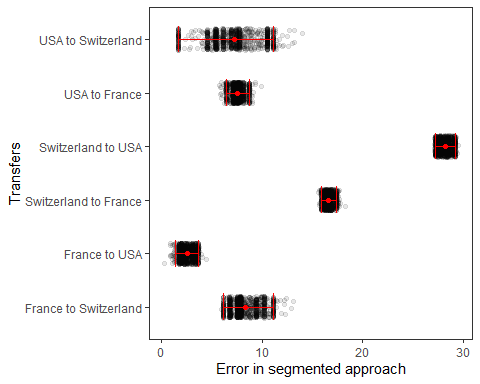 Transfers
USA to Switzerland
USA to France
Switzerland to USA
Switzerland to France
France to USA
France to Switzerland
0 10 20 30
Error in segmented approach